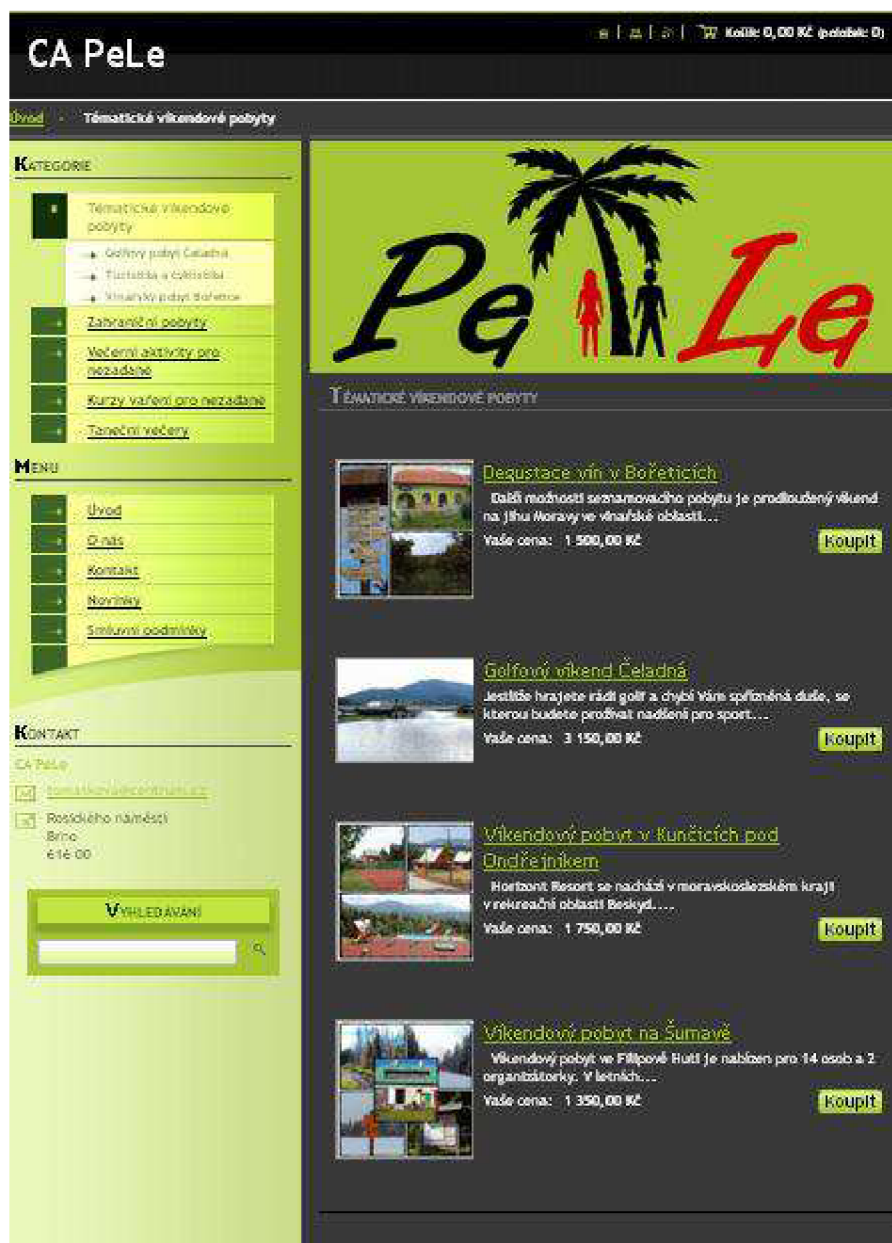 CA PeLe
Košík: 0,00 Kč (položek: 0)
Úvod
Tématické víkendové pobyty
KATEGORIE
Tématické víkendové
pobyty
Golfový pobyt Čeladná
Turistika a cyklistika
Vinařský pobyt Bořetice
Zahraniční pobyty
Večerní aktivity pro
nezadané
Kurzy vaření pro nezadané
Taneční večery
MENU
Úvod
O nás
Kontakt
Novinky
Smluvní podmínky
KONTAKT
CA PeLe
Rosického náměstí
Brno
616 00
VYHLEDÁVÁNÍ
PeLe
TÉMATICKÉ VÍKENDOVÉ POBYTY
Degustace vín v Bořeticích
Další možností seznamovacího pobytu je prodloužený víkend
na jihu Moravy ve vinařské oblasti...
Vaše cena: 1 500,00 Kč
Koupit
Golfový víkend Čeladná
Jestliže hrajete rádi golf a chybí Vám spřízněná duše, se
kterou budete prožívat nadšení pro sport....
Vaše cena: 3 150,00 Kč
Koupit
Víkendový pobyt v Kunčicích pod
Ondřejníkem
Horizont Resort se nachází v moravskoslezském kraji
v rekreační oblasti Beskyd....
Vaše cena: 1 750,00 Kč
Koupit
Víkendový pobyt na Šumavě
Víkendový pobyt ve Filipově Huti je nabízen pro 14 osob a 2
organizátorky. V letních...
Vaše cena: 1 350,00 Kč
Koupit